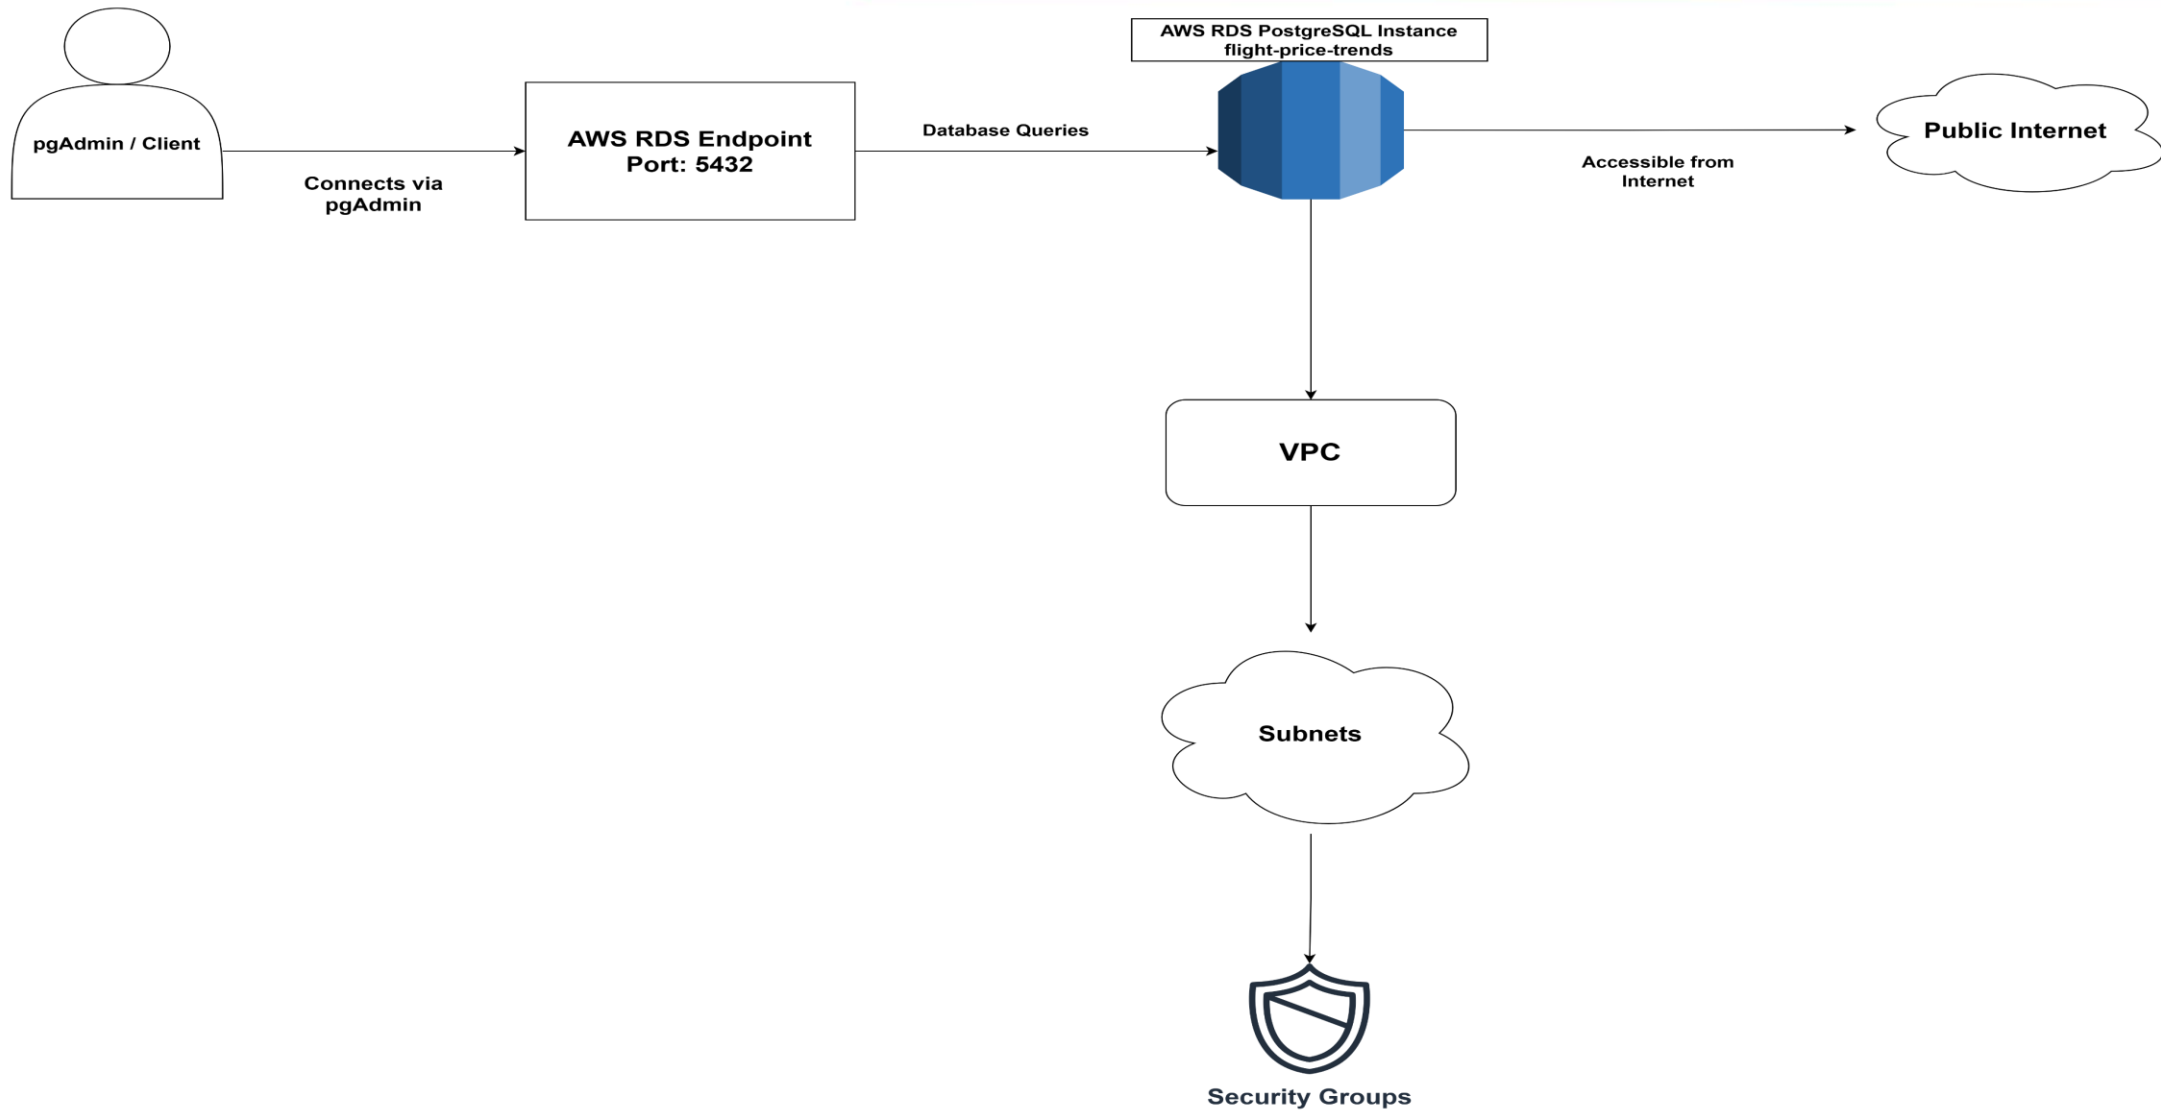 AWS RDS PostgreSQL Instance
flight-price-trends
pgAdmin / Client
Connects via
pgAdmin
AWS RDS Endpoint
Port: 5432
Database Queries
Accessible from
Internet
Public Internet
VPC
Subnets
Security Groups